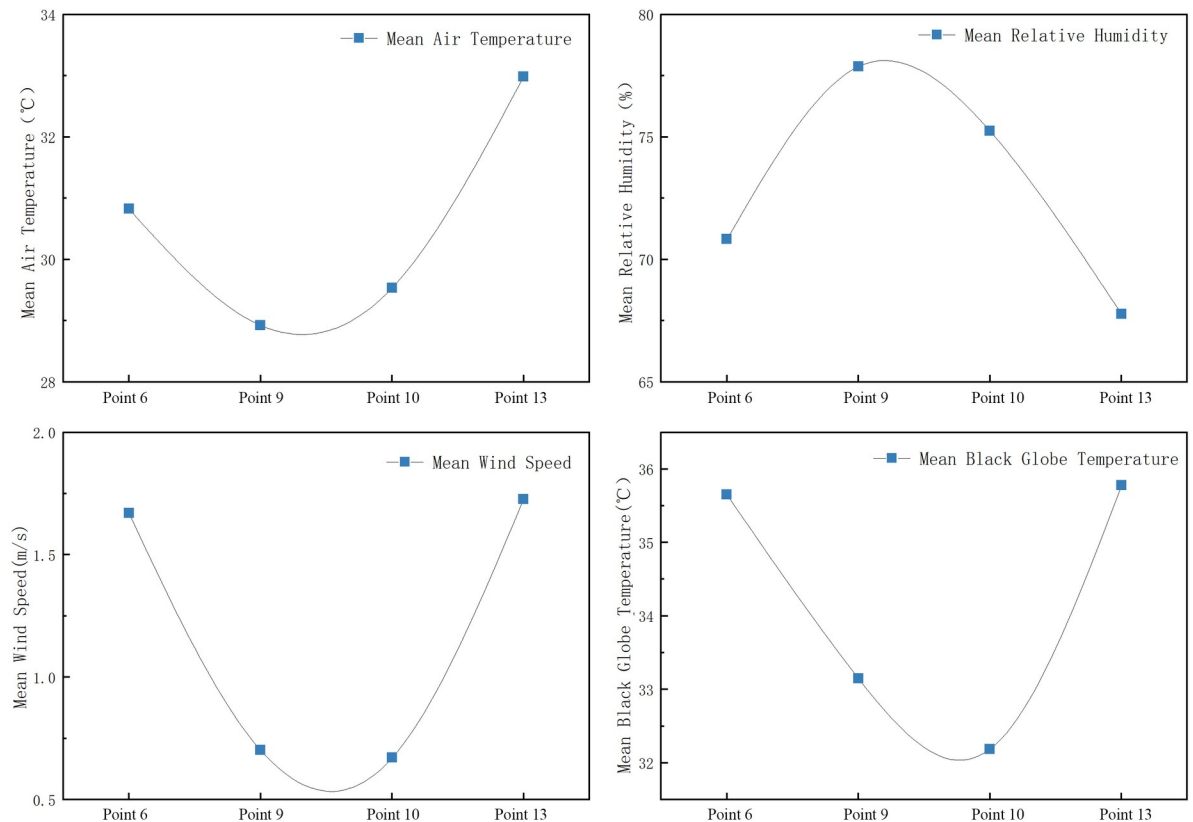 34
32
30
28
Mean Air Temperature (℃)
Mean Air Temperature
Point 6
Point 9
Point 10
Point 13
80
75
70
65
Mean Relative Humidity (%)
Mean Relative Humidity
Point 6
Point 9
Point 10
Point 13
2.0
1.5
1.0
0.5
Mean Wind Speed(m/s)
Mean Wind Speed
Point 6
Point 9
Point 10
Point 13
36
35
34
33
32
Mean Black Globe Temperature(℃)
Mean Black Globe Temperature
Point 6
Point 9
Point 10
Point 13